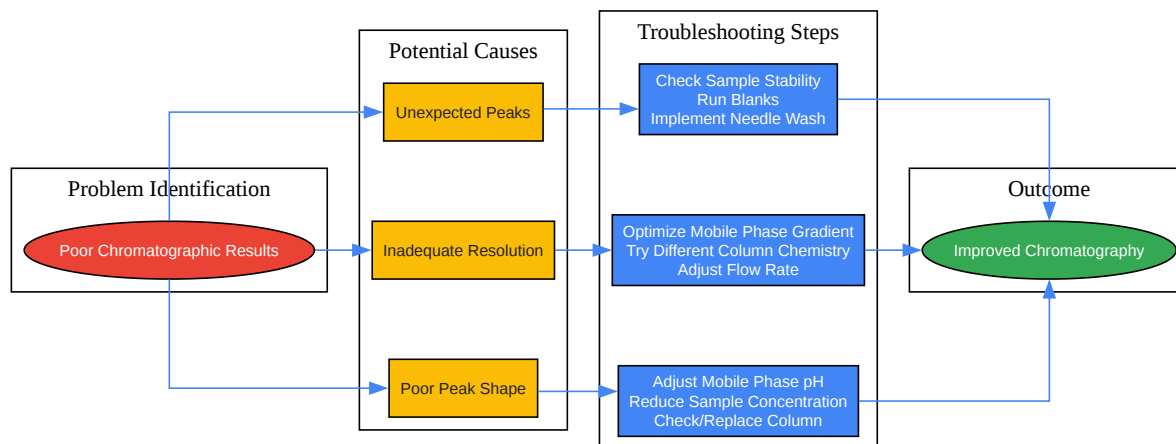 Problem Identification
Poor Chromatographic Results
Potential Causes
Unexpected Peaks
Inadequate Resolution
Poor Peak Shape
Troubleshooting Steps
Check Sample Stability
Run Blanks
Implement Needle Wash
Optimize Mobile Phase Gradient
Try Different Column Chemistry
Adjust Flow Rate
Adjust Mobile Phase pH
Reduce Sample Concentration
Check/Replace Column
Outcome
Improved Chromatography